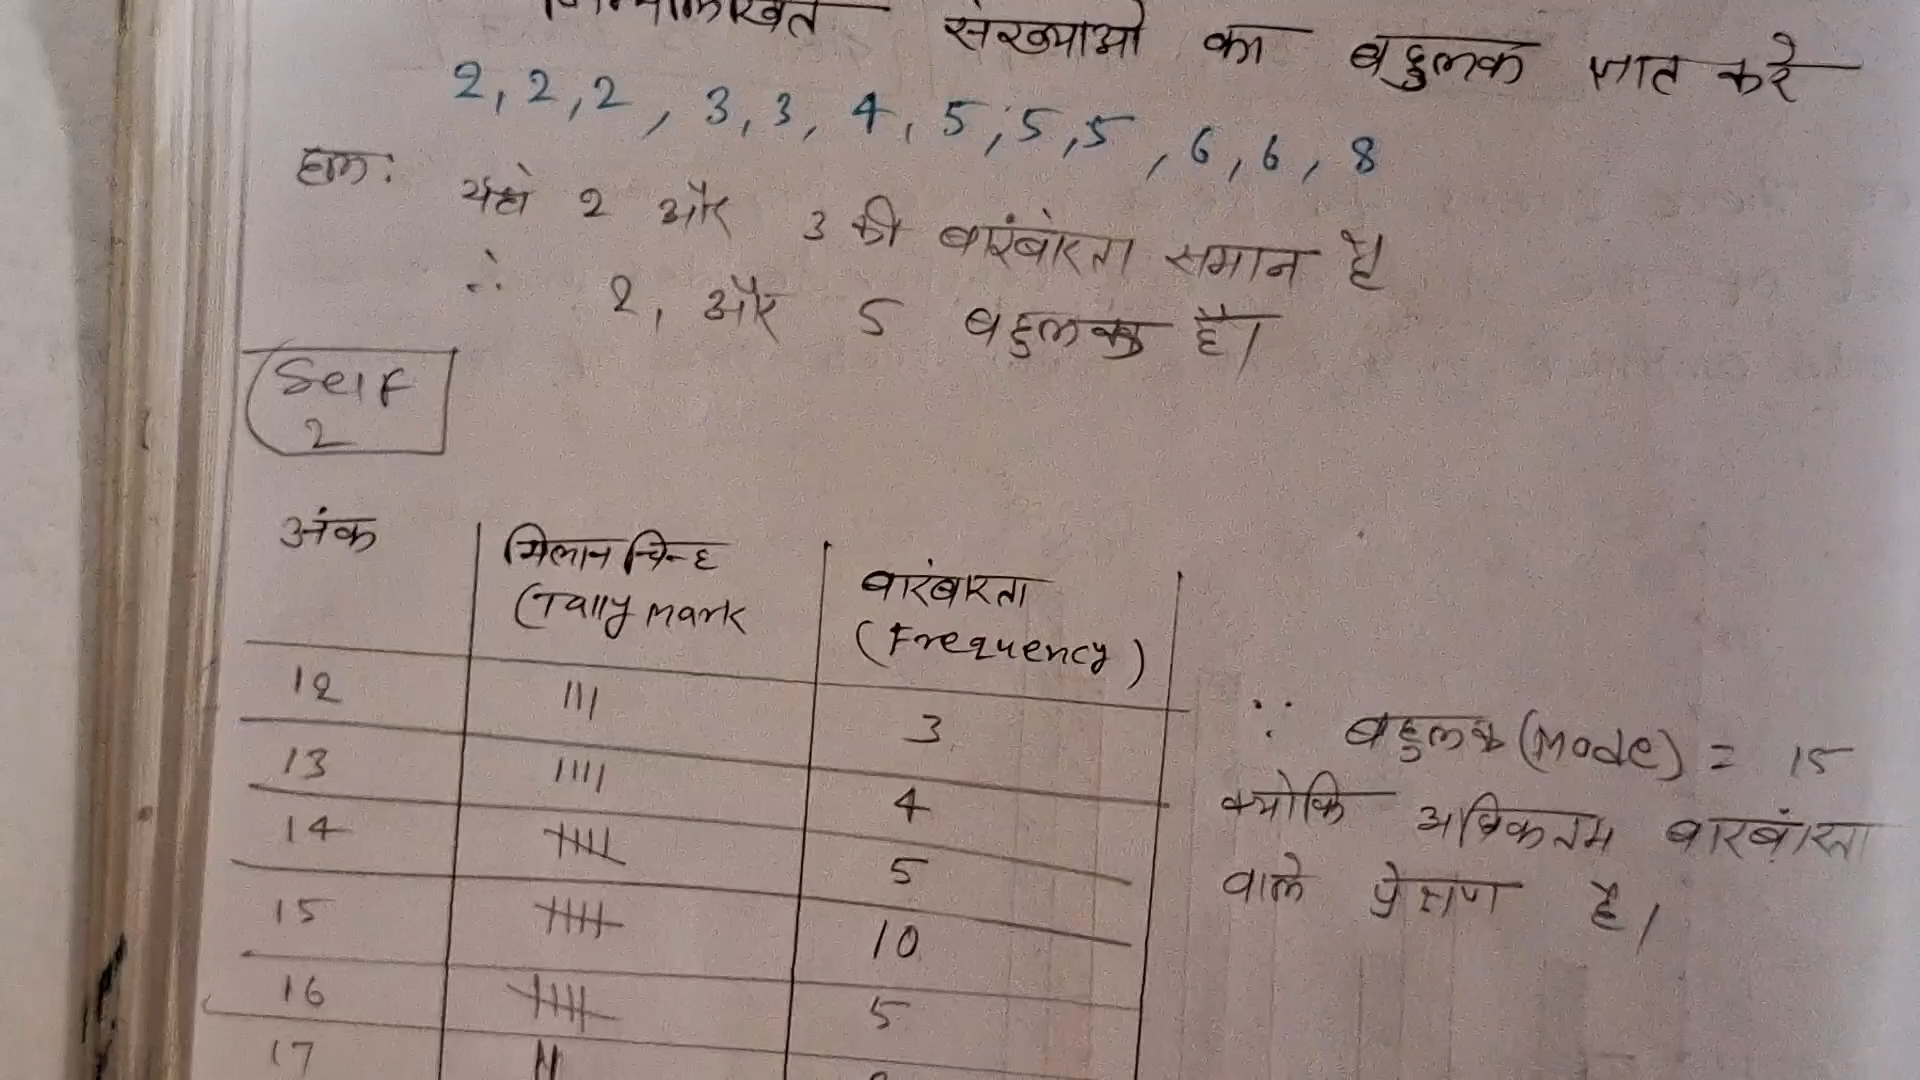 संख्याओ का बहुलक ज्ञात करे
2, 2, 2, 3, 3, 4, 5, 5, 5, 6, 6, 8
हल:
यहाँ 2 और 3 की बारंबारता समान है
∴ 2, और 5 बहुलक है।
Self
2
अंक
मिलान चिन्ह
(Tally mark
बारंबारता
(Frequency)
12 ||| 3
13 |||| 4
14 5
15 10
16 5
17 ||
∵ बहुलक (Mode) = 15
क्योकि अधिकतम बारबांरता
वाले प्रेक्षण है।